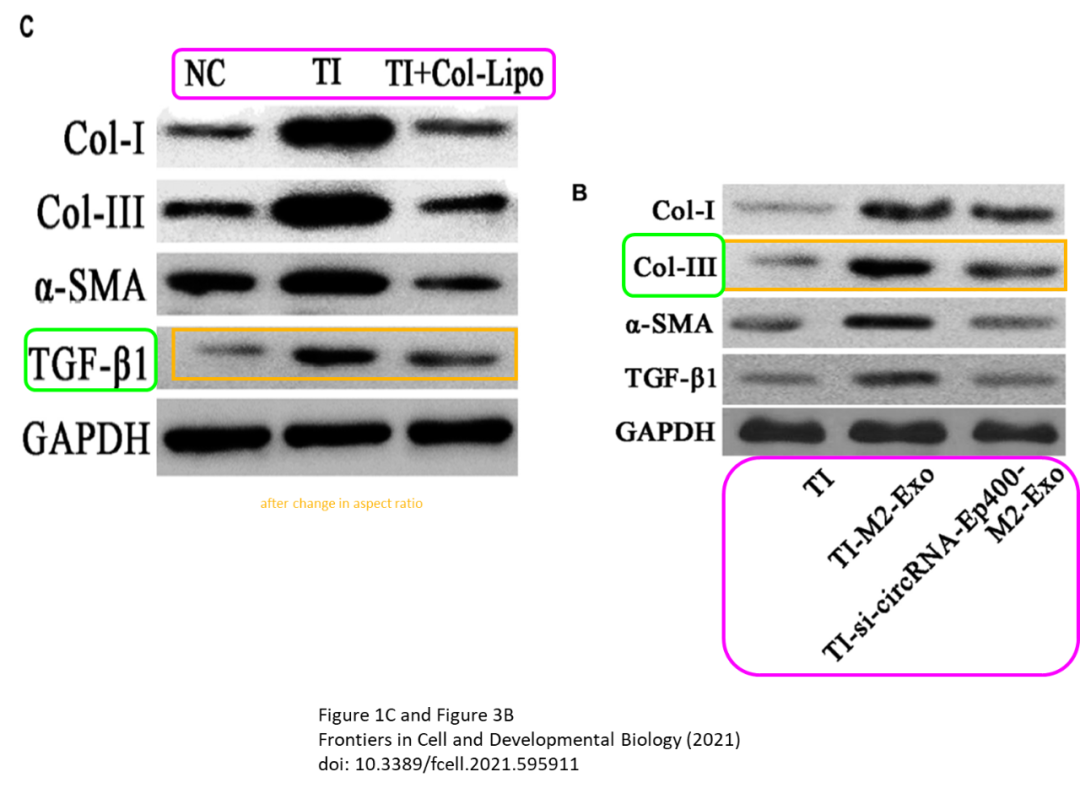 C
NC TI TI+Col-Lipo
Col-I
Col-III
α-SMA
TGF-β1
GAPDH
after change in aspect ratio
B
Col-I
Col-III
α-SMA
TGF-β1
GAPDH
TI
TI-M2-Exo
TI-si-circRNA-Ep400-
M2-Exo
Figure 1C and Figure 3B
Frontiers in Cell and Developmental Biology (2021)
doi: 10.3389/fcell.2021.595911